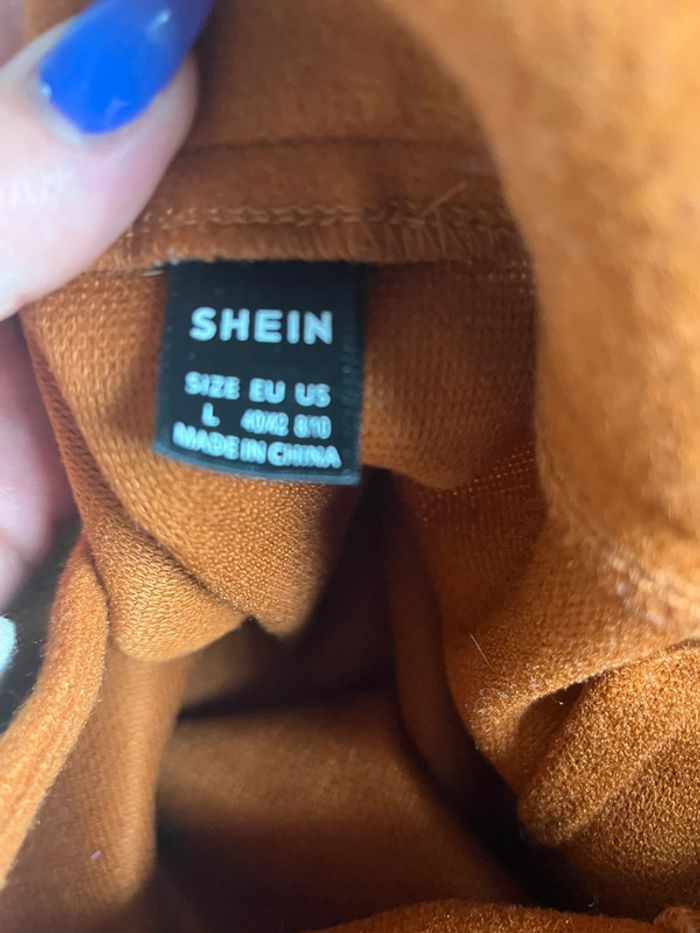 SHEIN
SIZE EU US
L 40/42 8/10
MADE IN CHINA